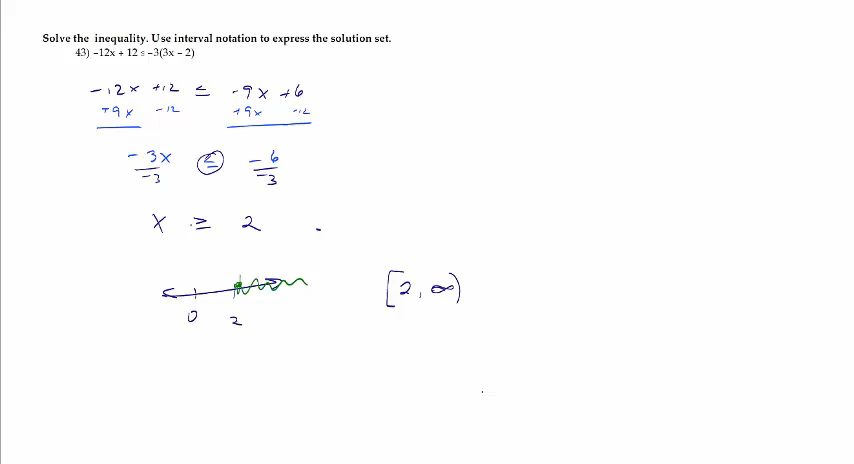 Solve the inequality. Use interval notation to express the solution set.
43) −12x + 12 ≤ −3(3x − 2)
-12x +12 ≤ -9x +6
+9x -12 +9x -12
-3x ≤ -6
-3 -3
x ≥ 2
[2, ∞)
0 2